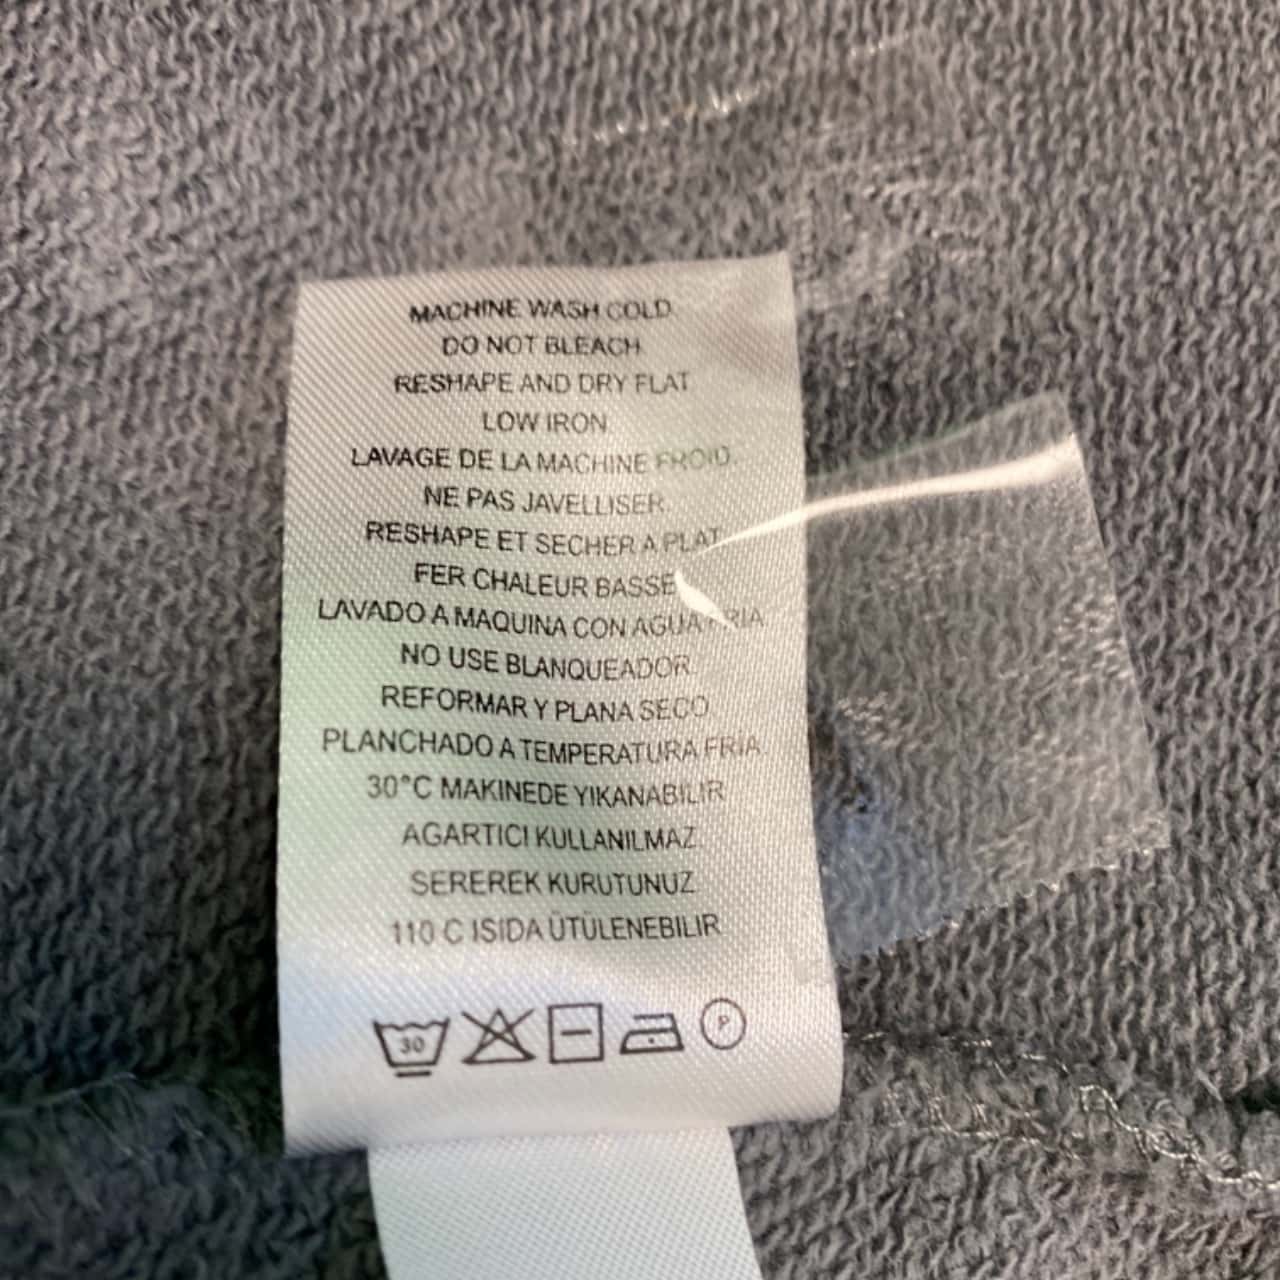 MACHINE WASH COLD
DO NOT BLEACH
RESHAPE AND DRY FLAT
LOW IRON
LAVAGE DE LA MACHINE FROID
NE PAS JAVELLISER
RESHAPE ET SECHER A PLAT
FER CHALEUR BASSE
LAVADO A MAQUINA CON AGUA FRIA
NO USE BLANQUEADOR
REFORMAR Y PLANA SECO
PLANCHADO A TEMPERATURA FRIA
30°C MAKINEDE YIKANABILIR
AGARTICI KULLANILMAZ
SEREREK KURUTUNUZ
110 C ISIDA ÜTÜLENEBILIR
30 P